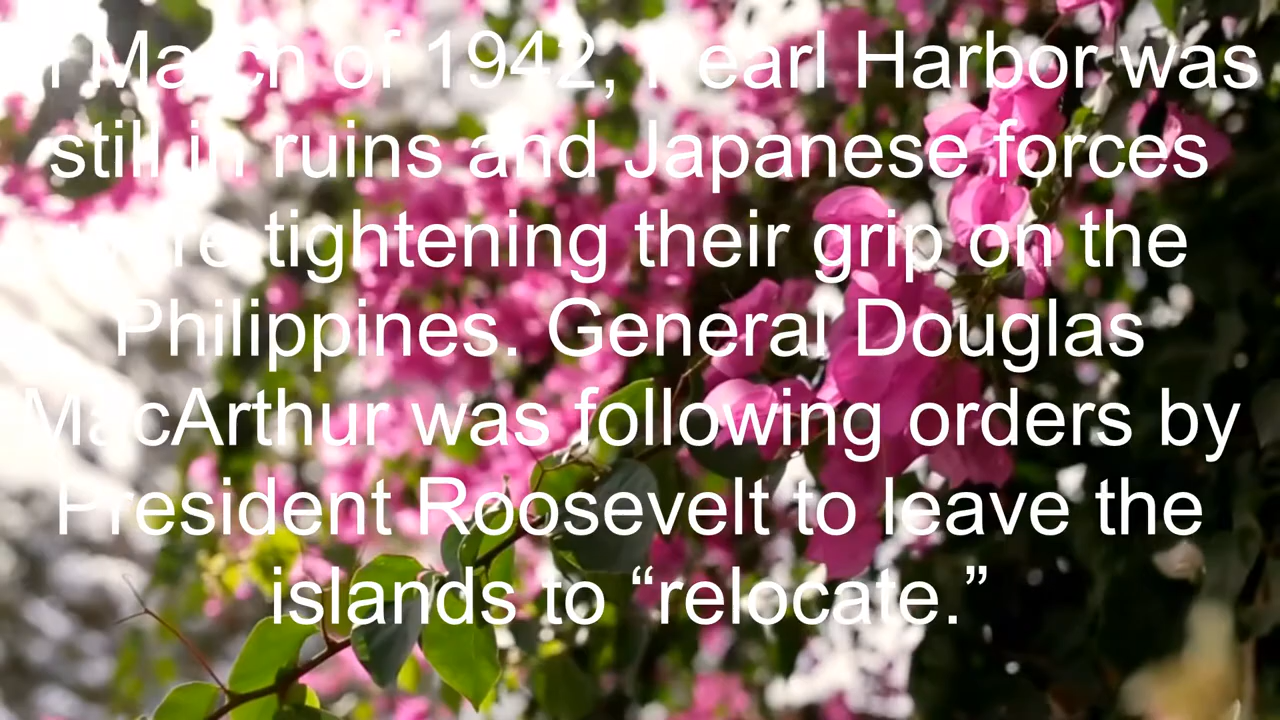 In March of 1942, Pearl Harbor was
still in ruins and Japanese forces
were tightening their grip on the
Philippines. General Douglas
MacArthur was following orders by
President Roosevelt to leave the
islands to “relocate.”